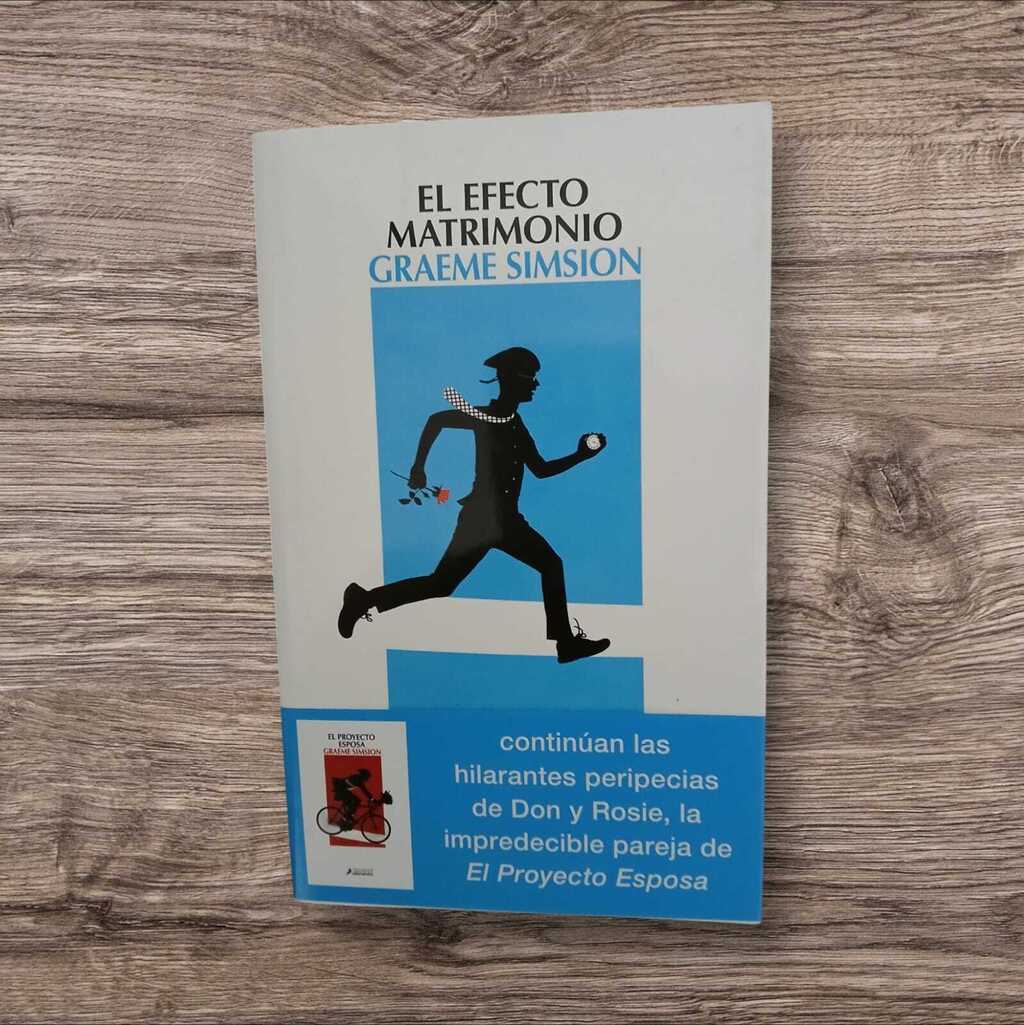 EL EFECTO
MATRIMONIO
GRAEME SIMSION
EL PROYECTO
ESPOSA
GRAEME SIMSION
continúan las
hilarantes peripecias
de Don y Rosie, la
impredecible pareja de
El Proyecto Esposa